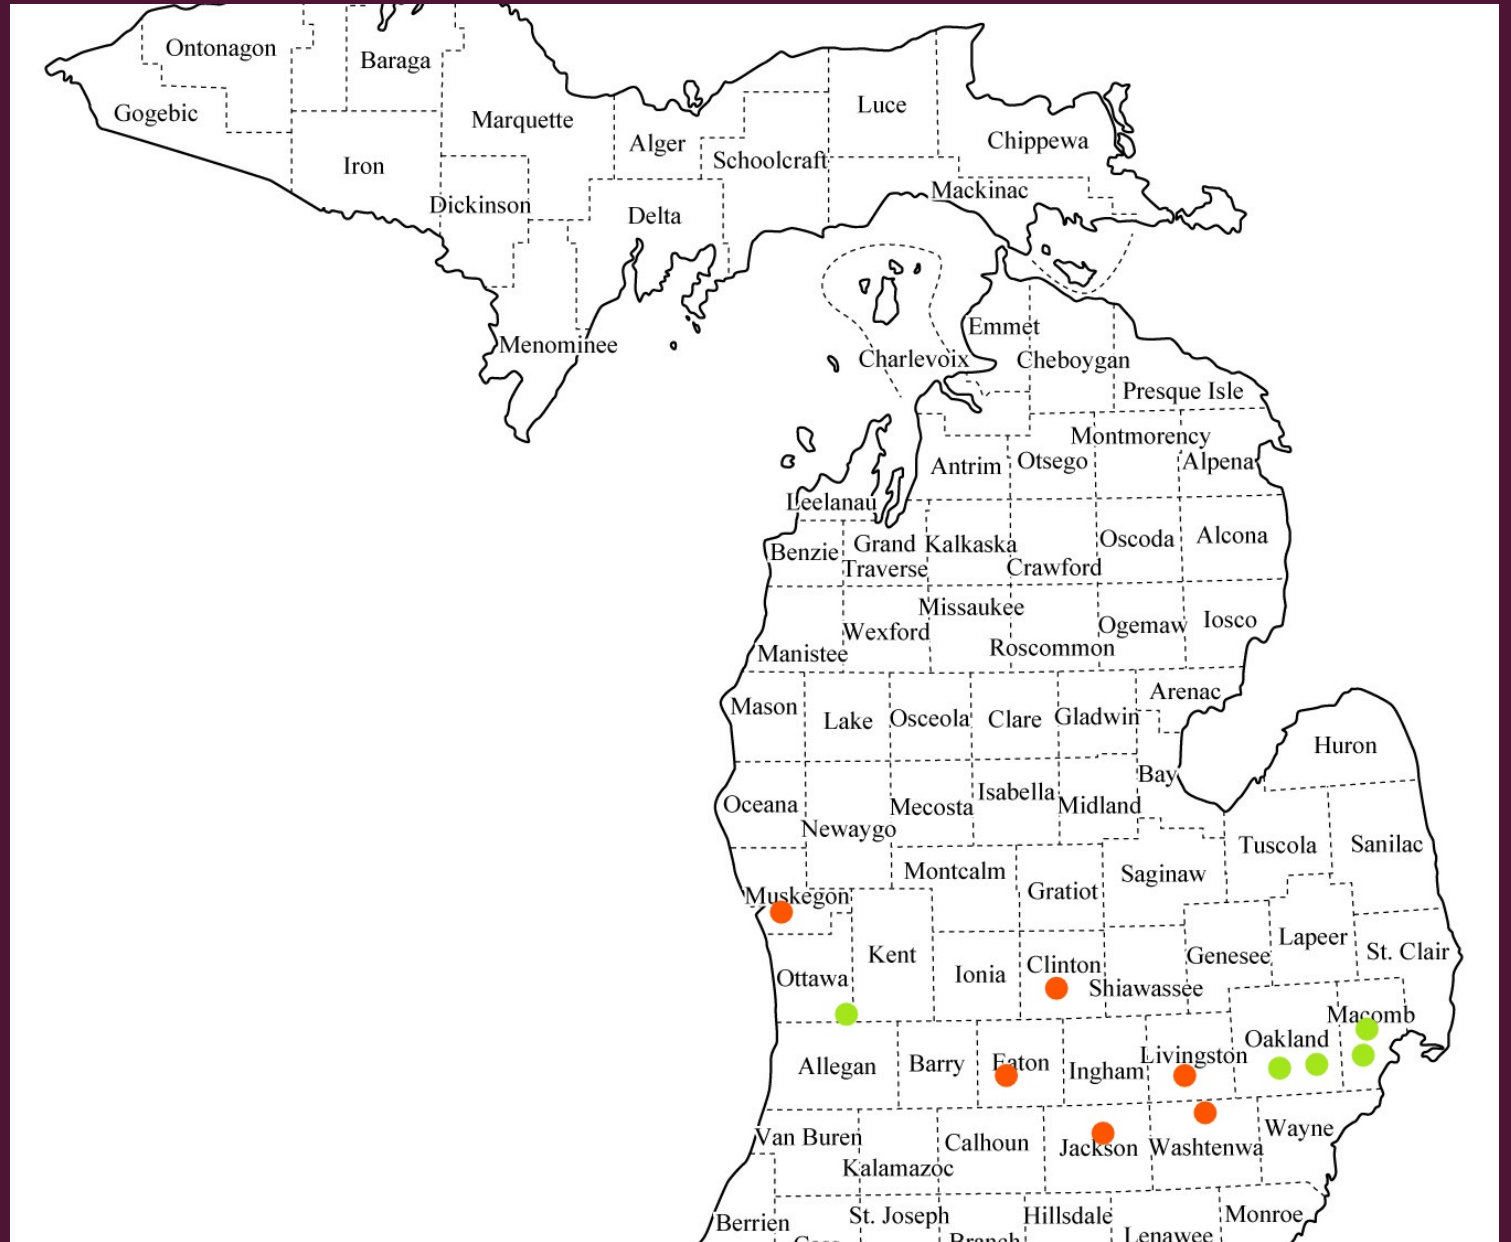 Ontonagon
Baraga
Gogebic
Marquette
Luce
Alger
Chippewa
Iron
Schoolcraft
Dickinson
Mackinac
Delta
Menominee
Emmet
Charlevoix
Cheboygan
Presque Isle
Montmorency
Antrim
Otsego
Alpena
Leelanau
Benzie
Grand
Traverse
Kalkaska
Crawford
Oscoda
Alcona
Missaukee
Wexford
Manistee
Roscommon
Ogemaw
Iosco
Mason
Lake
Osceola
Clare
Gladwin
Arenac
Huron
Bay
Oceana
Newaygo
Mecosta
Isabella
Midland
Tuscola
Sanilac
Montcalm
Gratiot
Saginaw
Muskegon
Kent
Ottawa
Ionia
Clinton
Shiawassee
Genesee
Lapeer
St. Clair
Macomb
Oakland
Allegan
Barry
Eaton
Ingham
Livingston
Van Buren
Kalamazoc
Calhoun
Jackson
Washtenwa
Wayne
Berrien
St. Joseph
Hillsdale
Monroe
Lenawee
Branch